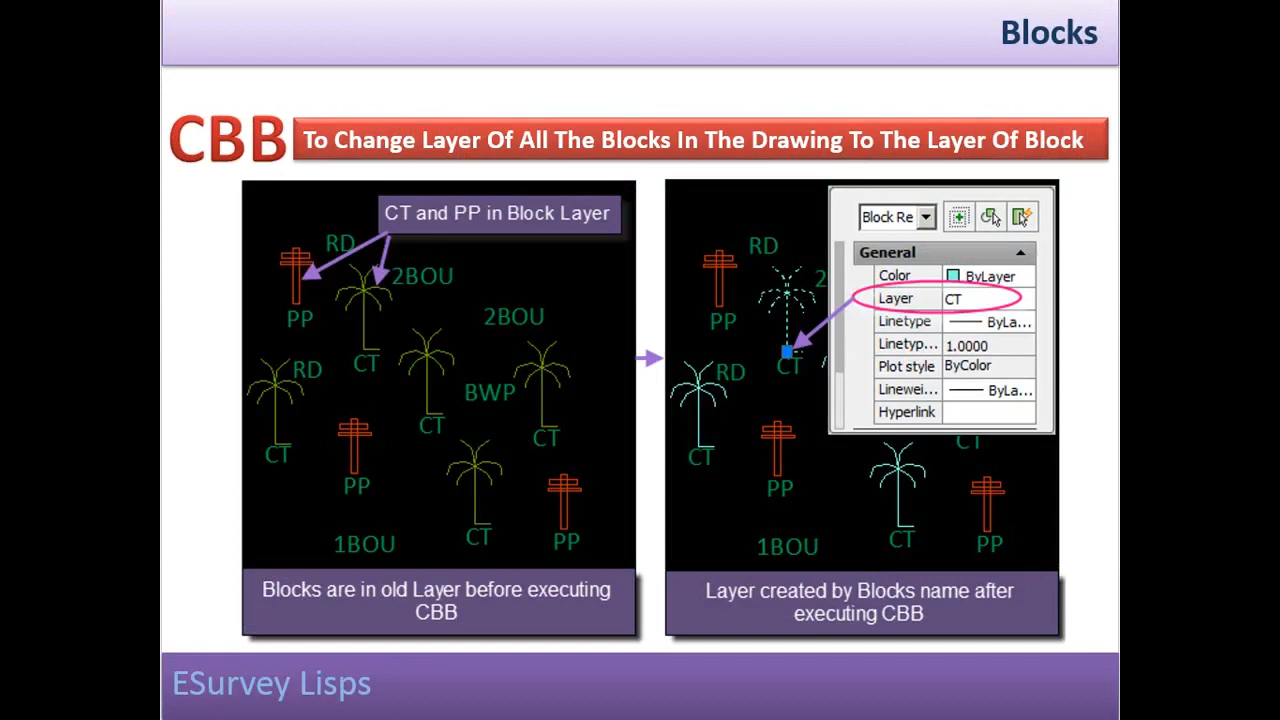 Blocks
CBB
To Change Layer Of All The Blocks In The Drawing To The Layer Of Block
CT and PP in Block Layer
RD
2BOU
PP
2BOU
CT
RD
BWP
CT
CT
CT
PP
CT
PP
1BOU
Blocks are in old Layer before executing
CBB
RD
2
PP
CT
RD
CT
CT
PP
CT
PP
1BOU
Block Re
General
Color ByLayer
Layer CT
Linetype ByLa...
Linetyp... 1.0000
Plot style ByColor
Linewei... ByLa...
Hyperlink
Layer created by Blocks name after
executing CBB
ESurvey Lisps